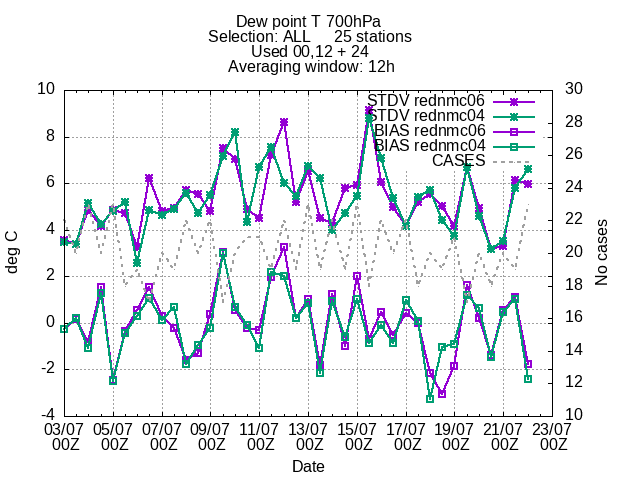 Dew point T 700hPa
Selection: ALL 25 stations
Used 00,12 + 24
Averaging window: 12h
10 30
STDV rednmc06
28
8 STDV rednmc04
BIAS rednmc06
26
BIAS rednmc04
CASES
6 24
22
4
20
2 18
0 16
14
-2
12
-4 10
deg C
No cases
03/07 05/07 07/07 09/07 11/07 13/07 15/07 17/07 19/07 21/07 23/07
00Z 00Z 00Z 00Z 00Z 00Z 00Z 00Z 00Z 00Z 00Z
Date